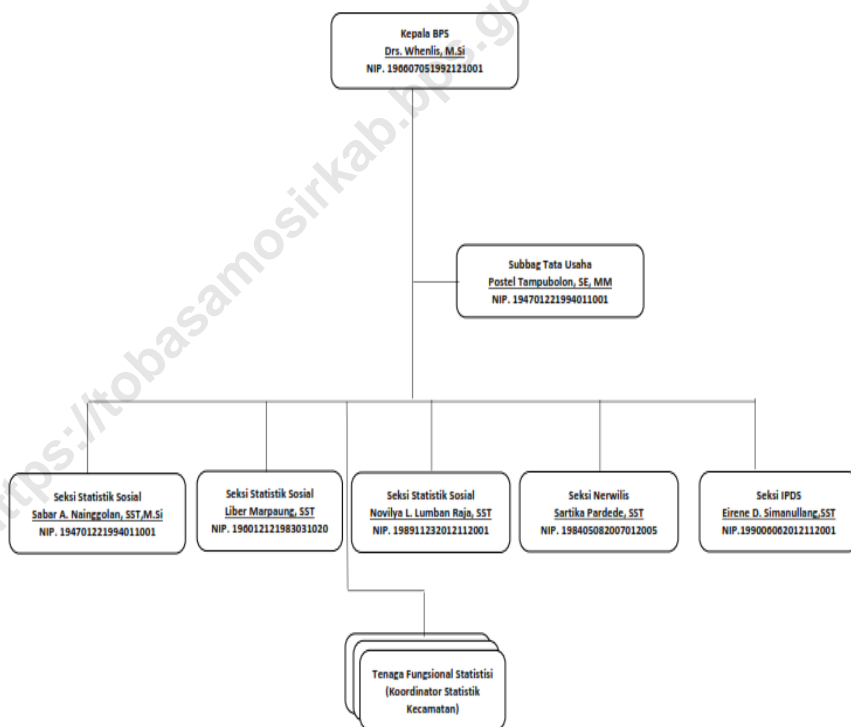 Kepala BPS
Drs. Whenlis, M.Si
NIP. 196607051992121001
Subbag Tata Usaha
Postel Tampubolon, SE, MM
NIP. 194701221994011001
Seksi Statistik Sosial
Sabar A. Nainggolan, SST,M.Si
NIP. 194701221994011001
Seksi Statistik Sosial
Liber Marpaung, SST
NIP. 196012121983031020
Seksi Statistik Sosial
Novilya L. Lumban Raja, SST
NIP. 198911232012112001
Seksi Nerwilis
Sartika Pardede, SST
NIP. 198405082007012005
Seksi IPDS
Eirene D. Simanullang,SST
NIP.199006062012112001
Tenaga Fungsional Statistisi
(Koordinator Statistik
Kecamatan)
https://tobasamosirkab.bps.go